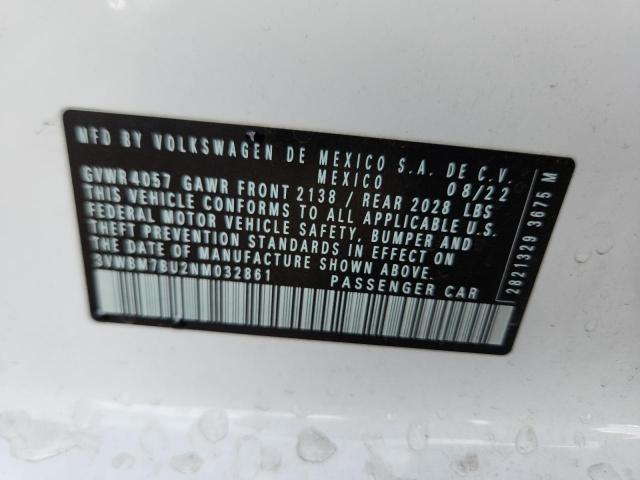 MFD BY VOLKSWAGEN DE MEXICO S.A. DE C.V.
MEXICO 08/22
GVWR4057 GAWR FRONT 2138 / REAR 2028 LBS
THIS VEHICLE CONFORMS TO ALL APPLICABLE U.S.
FEDERAL MOTOR VEHICLE SAFETY, BUMPER AND
THEFT PREVENTION STANDARDS IN EFFECT ON
THE DATE OF MANUFACTURE SHOWN ABOVE.
3VWBM7BU2NM032861 PASSENGER CAR
2821329 3675 M